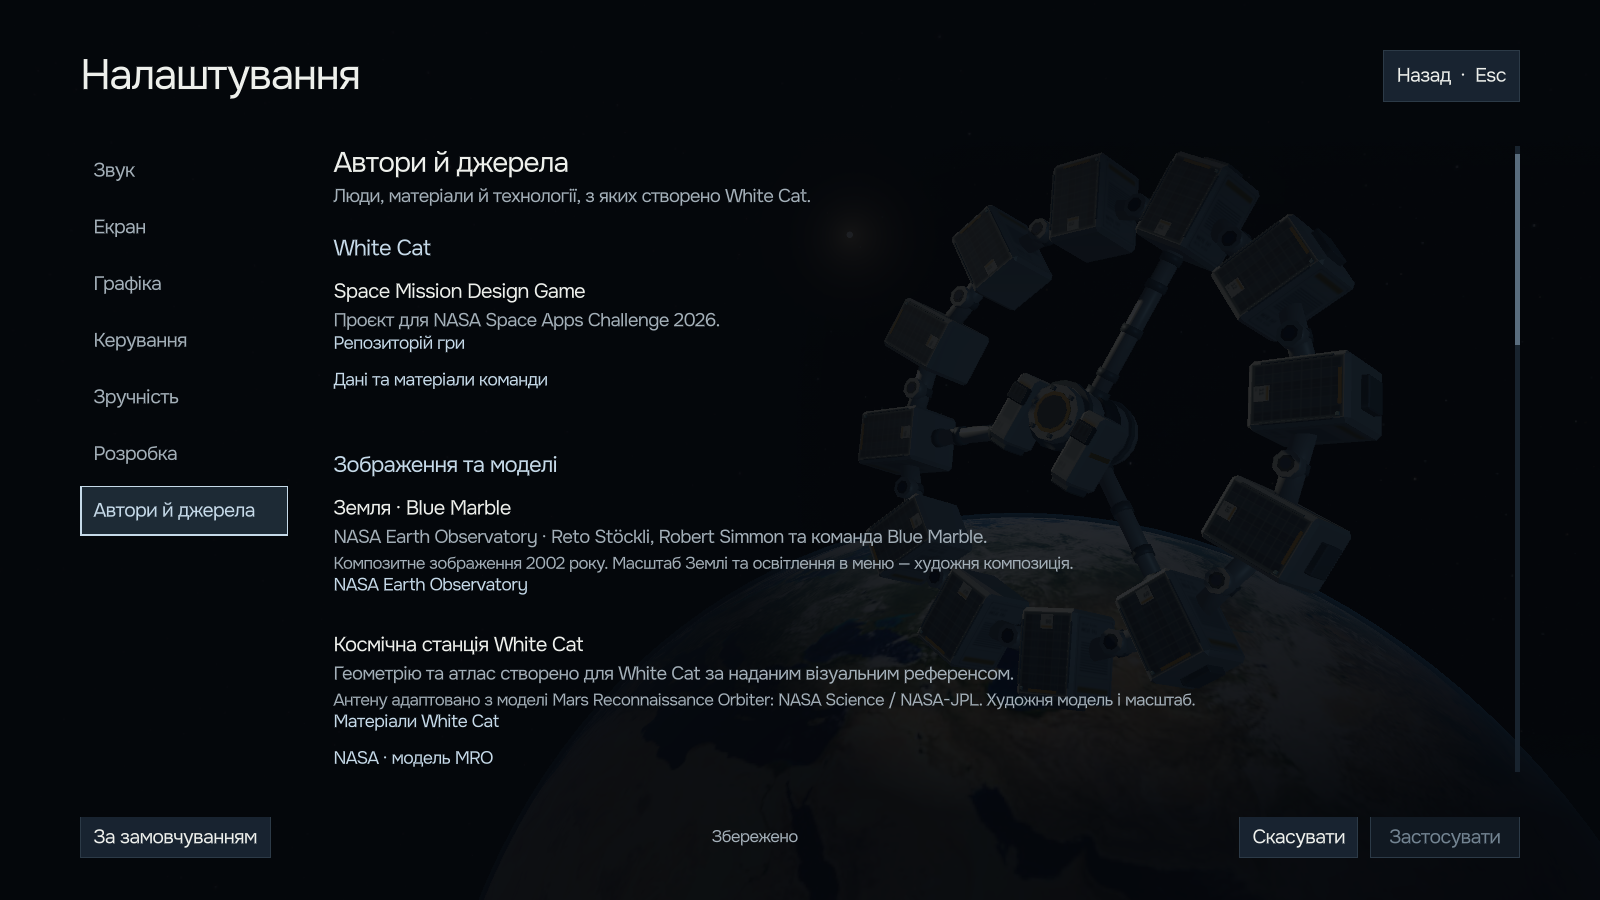 Налаштування
Назад · Esc
Звук
Екран
Графіка
Керування
Зручність
Розробка
Автори й джерела
Автори й джерела
Люди, матеріали й технології, з яких створено White Cat.
White Cat
Space Mission Design Game
Проєкт для NASA Space Apps Challenge 2026.
Репозиторій гри
Дані та матеріали команди
Зображення та моделі
Земля · Blue Marble
NASA Earth Observatory · Reto Stöckli, Robert Simmon та команда Blue Marble.
Композитне зображення 2002 року. Масштаб Землі та освітлення в меню — художня композиція.
NASA Earth Observatory
Космічна станція White Cat
Геометрію та атлас створено для White Cat за наданим візуальним референсом.
Антену адаптовано з моделі Mars Reconnaissance Orbiter: NASA Science / NASA-JPL. Художня модель і масштаб.
Матеріали White Cat
NASA · модель MRO
За замовчуванням
Збережено
Скасувати
Застосувати